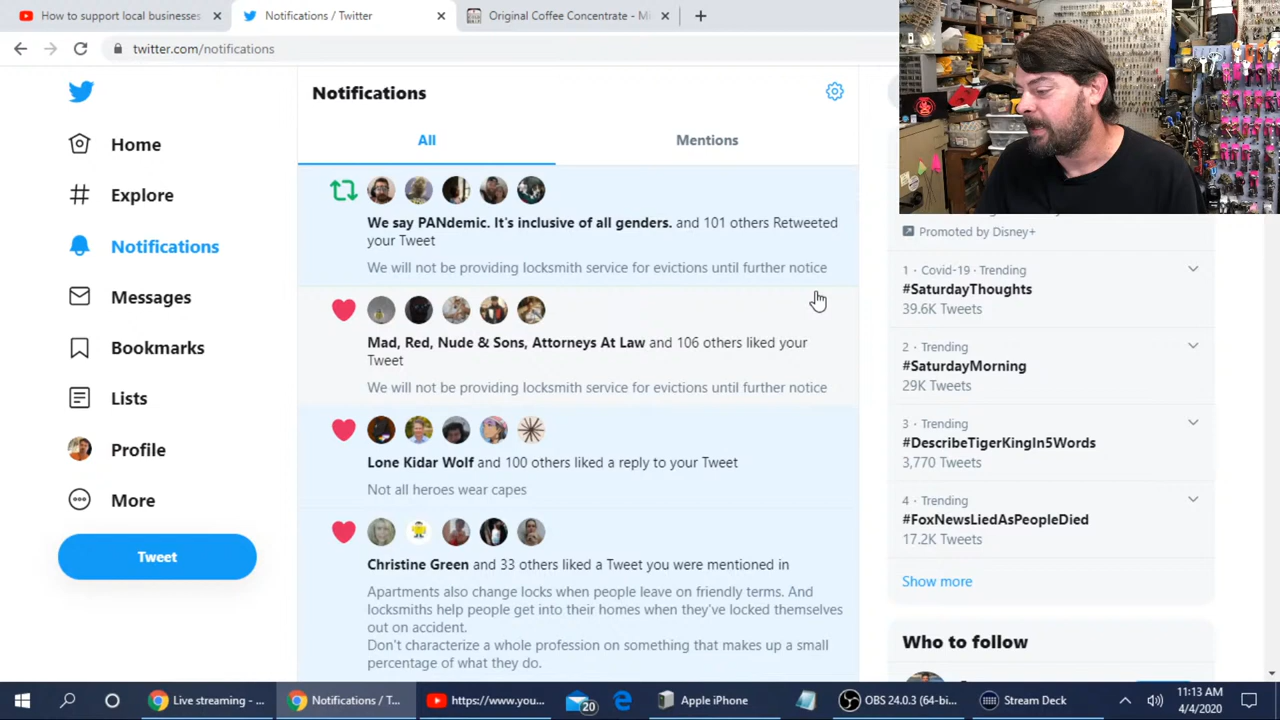 How to support local businesses
Notifications / Twitter
Original Coffee Concentrate - Mi
twitter.com/notifications
Home
Explore
Notifications
Messages
Bookmarks
Lists
Profile
More
Tweet
Notifications
All
Mentions
We say PANdemic. It's inclusive of all genders. and 101 others Retweeted
your Tweet
We will not be providing locksmith service for evictions until further notice
Mad, Red, Nude & Sons, Attorneys At Law and 106 others liked your
Tweet
We will not be providing locksmith service for evictions until further notice
Lone Kidar Wolf and 100 others liked a reply to your Tweet
Not all heroes wear capes
Christine Green and 33 others liked a Tweet you were mentioned in
Apartments also change locks when people leave on friendly terms. And
locksmiths help people get into their homes when they've locked themselves
out on accident.
Don't characterize a whole profession on something that makes up a small
percentage of what they do.
Promoted by Disney+
1 · Covid-19 · Trending
#SaturdayThoughts
39.6K Tweets
2 · Trending
#SaturdayMorning
29K Tweets
3 · Trending
#DescribeTigerKingIn5Words
3,770 Tweets
4 · Trending
#FoxNewsLiedAsPeopleDied
17.2K Tweets
Show more
Who to follow
Live streaming - ...
Notifications / T...
https://www.you...
20
Apple iPhone
OBS 24.0.3 (64-bi...
Stream Deck
11:13 AM
4/4/2020